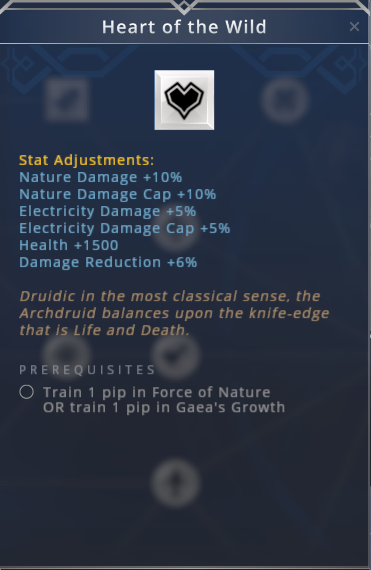 Heart of the Wild
Stat Adjustments:
Nature Damage +10%
Nature Damage Cap +10%
Electricity Damage +5%
Electricity Damage Cap +5%
Health +1500
Damage Reduction +6%
Druidic in the most classical sense, the
Archdruid balances upon the knife-edge
that is Life and Death.
PREREQUISITES
Train 1 pip in Force of Nature
OR train 1 pip in Gaea's Growth